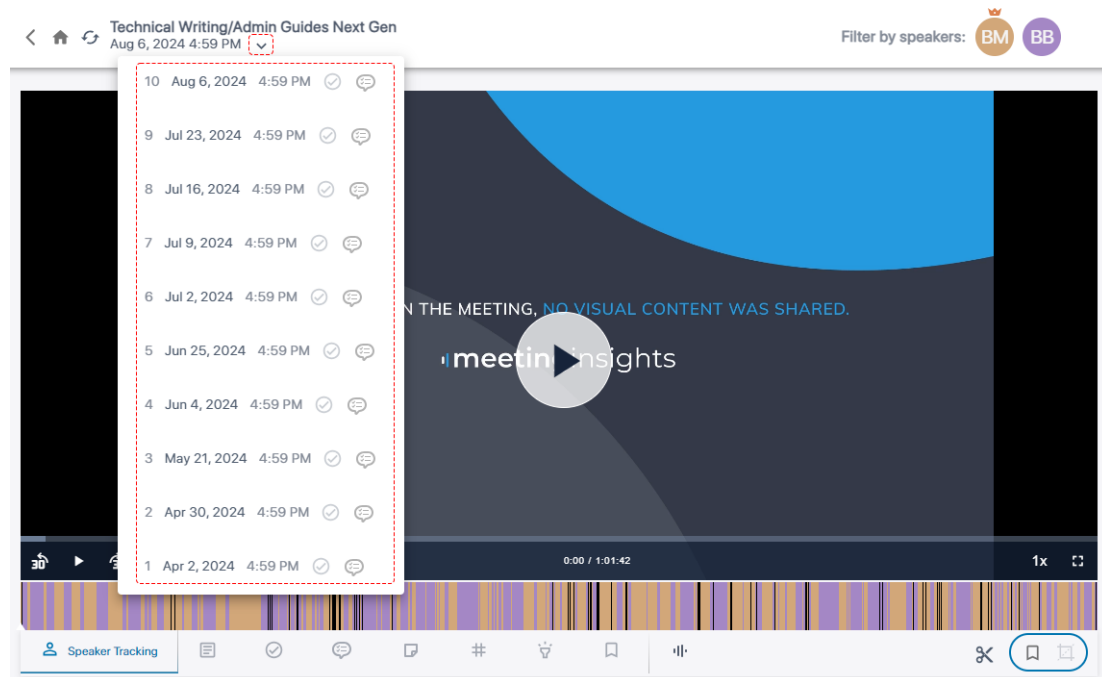 Technical Writing/Admin Guides Next Gen
Aug 6, 2024 4:59 PM
Filter by speakers: BM BB
10 Aug 6, 2024 4:59 PM
9 Jul 23, 2024 4:59 PM
8 Jul 16, 2024 4:59 PM
7 Jul 9, 2024 4:59 PM
6 Jul 2, 2024 4:59 PM
5 Jun 25, 2024 4:59 PM
4 Jun 4, 2024 4:59 PM
3 May 21, 2024 4:59 PM
2 Apr 30, 2024 4:59 PM
1 Apr 2, 2024 4:59 PM
THE MEETING, NO VISUAL CONTENT WAS SHARED.
meeting insights
30
0:00 / 1:01:42
1x
Speaker Tracking